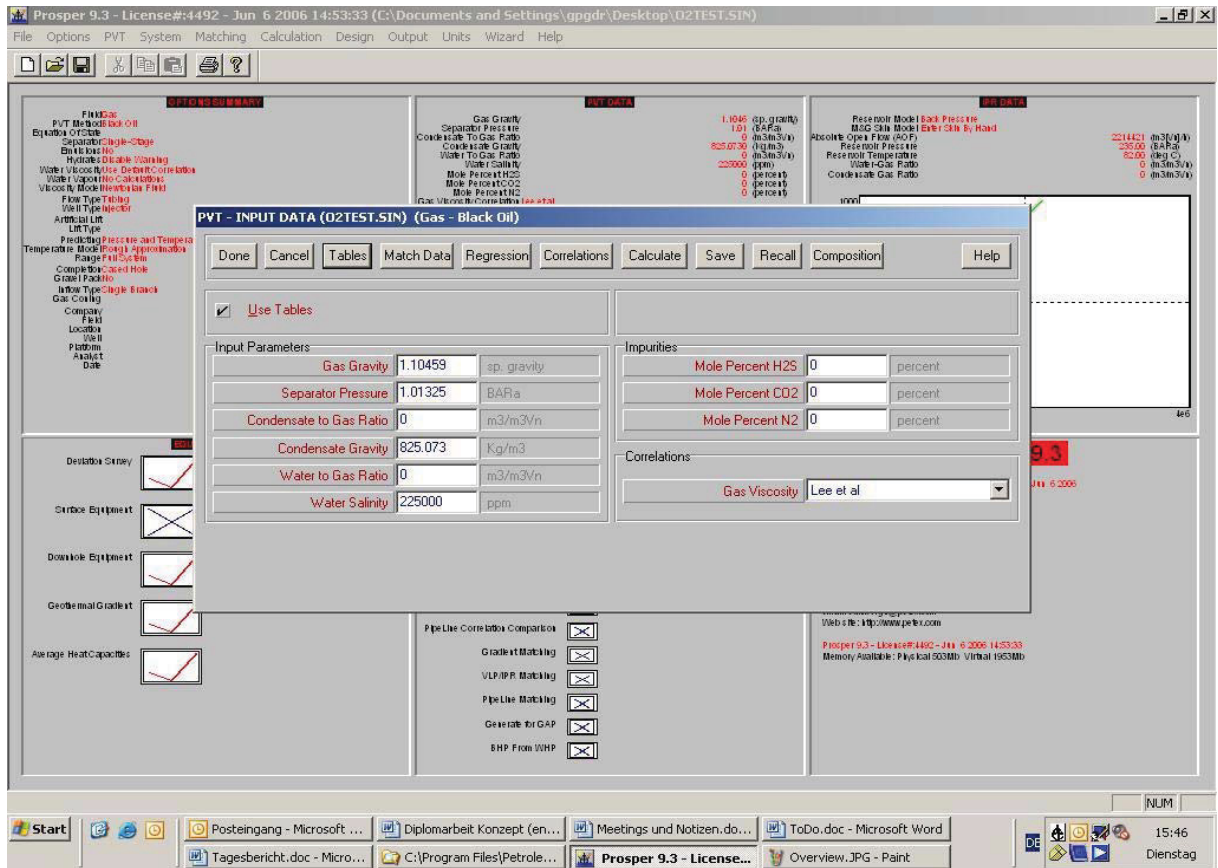 Prosper 9.3 - License#:4492 - Jun 6 2006 14:53:33 (C:\Documents and Settings\gpgdr\Desktop\O2TEST.SIN)
File Options PVT System Matching Calculation Design Output Units Wizard Help
OPTIONS SUMMARY
Fluid Gas
PVT Method Black Oil
Equation Of State
Separator Single-Stage
Emulsions No
Hydrates Disable Warning
Water Viscosity Use Default Correlation
Water Vapour No Calculations
Viscosity Model Newtonian Fluid
Flow Type Tubing
Well Type Injector
Artificial Lift
Lift Type
Predicting Pressure and Tempera
Temperature Model Rough Approximation
Range Full System
Completion Cased Hole
Gravel Pack No
Inflow Type Single Branch
Gas Coning
Company
Field
Location
Well
Platform
Analyst
Date
PVT DATA
Gas Gravity 1.1046 (sp. gravity)
Separator Pressure 1.01 (BARa)
Condensate To Gas Ratio 0 (m3/m3Vn)
Condensate Gravity 825.0730 (Kg/m3)
Water To Gas Ratio 0 (m3/m3Vn)
Water Salinity 225000 (ppm)
Mole Percent H2S 0 (percent)
Mole Percent CO2 0 (percent)
Mole Percent N2 0 (percent)
Gas Viscosity Correlation Lee et al
IPR DATA
Reservoir Model Back Pressure
M&G Skin Model Enter Skin By Hand
Absolute Open Flow (AOF) 2214421 (m3[Vn]/h)
Reservoir Pressure 235.00 (BARa)
Reservoir Temperature 82.00 (deg C)
Water-Gas Ratio 0 (m3/m3Vn)
Condensate Gas Ratio 0 (m3/m3Vn)
1000
4e6
PVT - INPUT DATA (O2TEST.SIN) (Gas - Black Oil)
Done Cancel Tables Match Data Regression Correlations Calculate Save Recall Composition Help
Use Tables
Input Parameters
Gas Gravity 1.10459 sp. gravity
Separator Pressure 1.01325 BARa
Condensate to Gas Ratio 0 m3/m3Vn
Condensate Gravity 825.073 Kg/m3
Water to Gas Ratio 0 m3/m3Vn
Water Salinity 225000 ppm
Impurities
Mole Percent H2S 0 percent
Mole Percent CO2 0 percent
Mole Percent N2 0 percent
Correlations
Gas Viscosity Lee et al
EQU
Deviation Survey
Surface Equipment
Downhole Equipment
Geothermal Gradient
Average Heat Capacities
PipeLine Correlation Comparison
Gradient Matching
VLP/IPR Matching
PipeLine Matching
Generate for GAP
BHP From WHP
9.3
Jun 6 2006
Web site: http://www.petex.com
Prosper 9.3 - License#:4492 - Jun 6 2006 14:53:33
Memory Available: Physical 503Mb Virtual 1953Mb
NUM
Start
Posteingang - Microsoft ...
Diplomarbeit Konzept (en...
Meetings und Notizen.do...
ToDo.doc - Microsoft Word
DE
15:46
Tagesbericht.doc - Micro...
C:\Program Files\Petrole...
Prosper 9.3 - License...
Overview.JPG - Paint
Dienstag